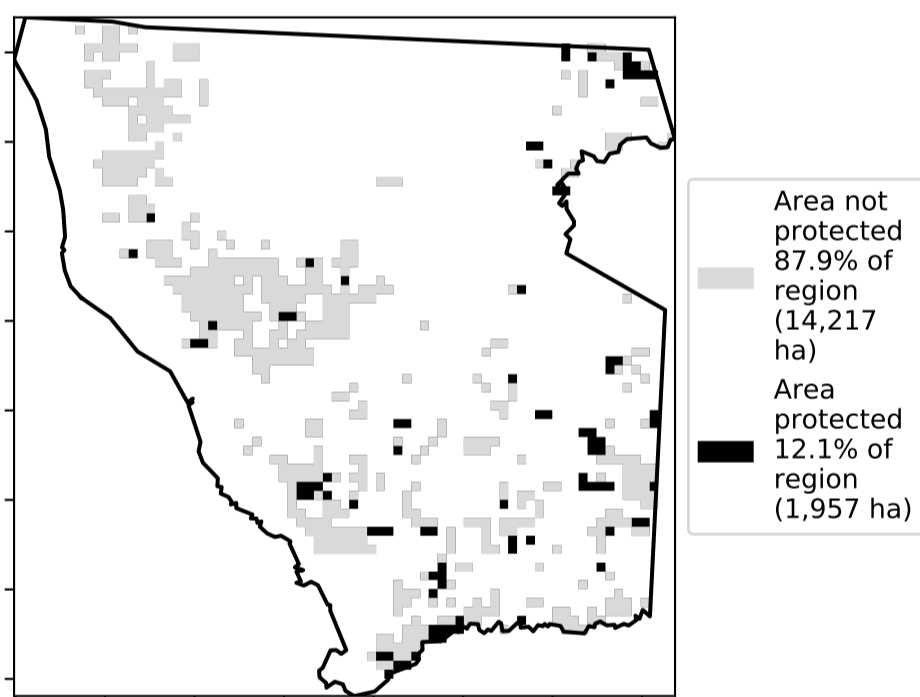 Area not
protected
87.9% of
region
(14,217
ha)
Area
protected
12.1% of
region
(1,957 ha)